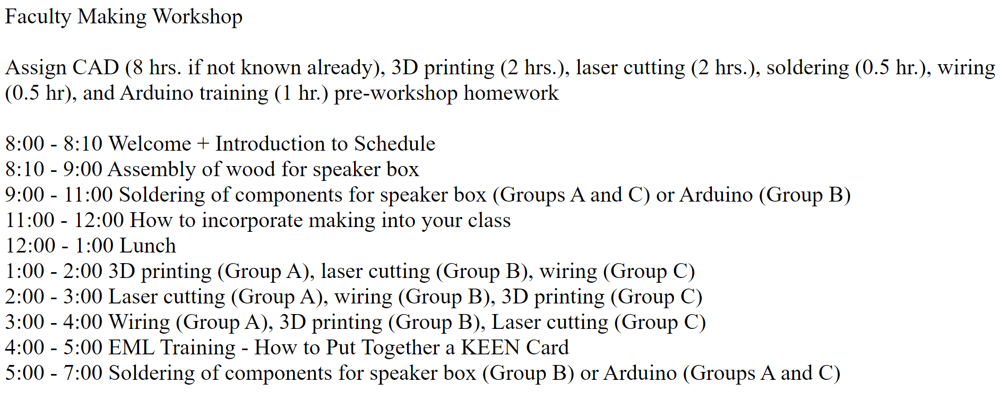 Faculty Making Workshop
Assign CAD (8 hrs. if not known already), 3D printing (2 hrs.), laser cutting (2 hrs.), soldering (0.5 hr.), wiring
(0.5 hr), and Arduino training (1 hr.) pre-workshop homework
8:00 - 8:10 Welcome + Introduction to Schedule
8:10 - 9:00 Assembly of wood for speaker box
9:00 - 11:00 Soldering of components for speaker box (Groups A and C) or Arduino (Group B)
11:00 - 12:00 How to incorporate making into your class
12:00 - 1:00 Lunch
1:00 - 2:00 3D printing (Group A), laser cutting (Group B), wiring (Group C)
2:00 - 3:00 Laser cutting (Group A), wiring (Group B), 3D printing (Group C)
3:00 - 4:00 Wiring (Group A), 3D printing (Group B), Laser cutting (Group C)
4:00 - 5:00 EML Training - How to Put Together a KEEN Card
5:00 - 7:00 Soldering of components for speaker box (Group B) or Arduino (Groups A and C)